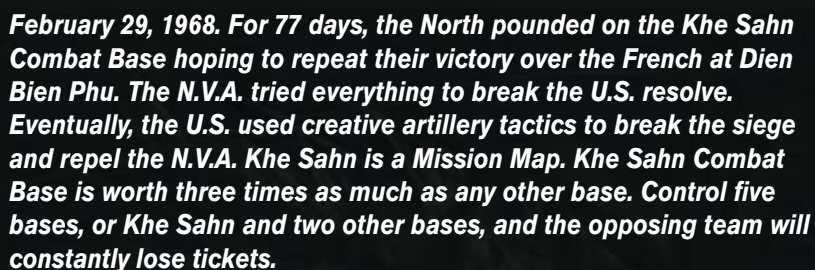 February 29, 1968. For 77 days, the North pounded on the Khe Sahn
Combat Base hoping to repeat their victory over the French at Dien
Bien Phu. The N.V.A. tried everything to break the U.S. resolve.
Eventually, the U.S. used creative artillery tactics to break the siege
and repel the N.V.A. Khe Sahn is a Mission Map. Khe Sahn Combat
Base is worth three times as much as any other base. Control five
bases, or Khe Sahn and two other bases, and the opposing team will
constantly lose tickets.